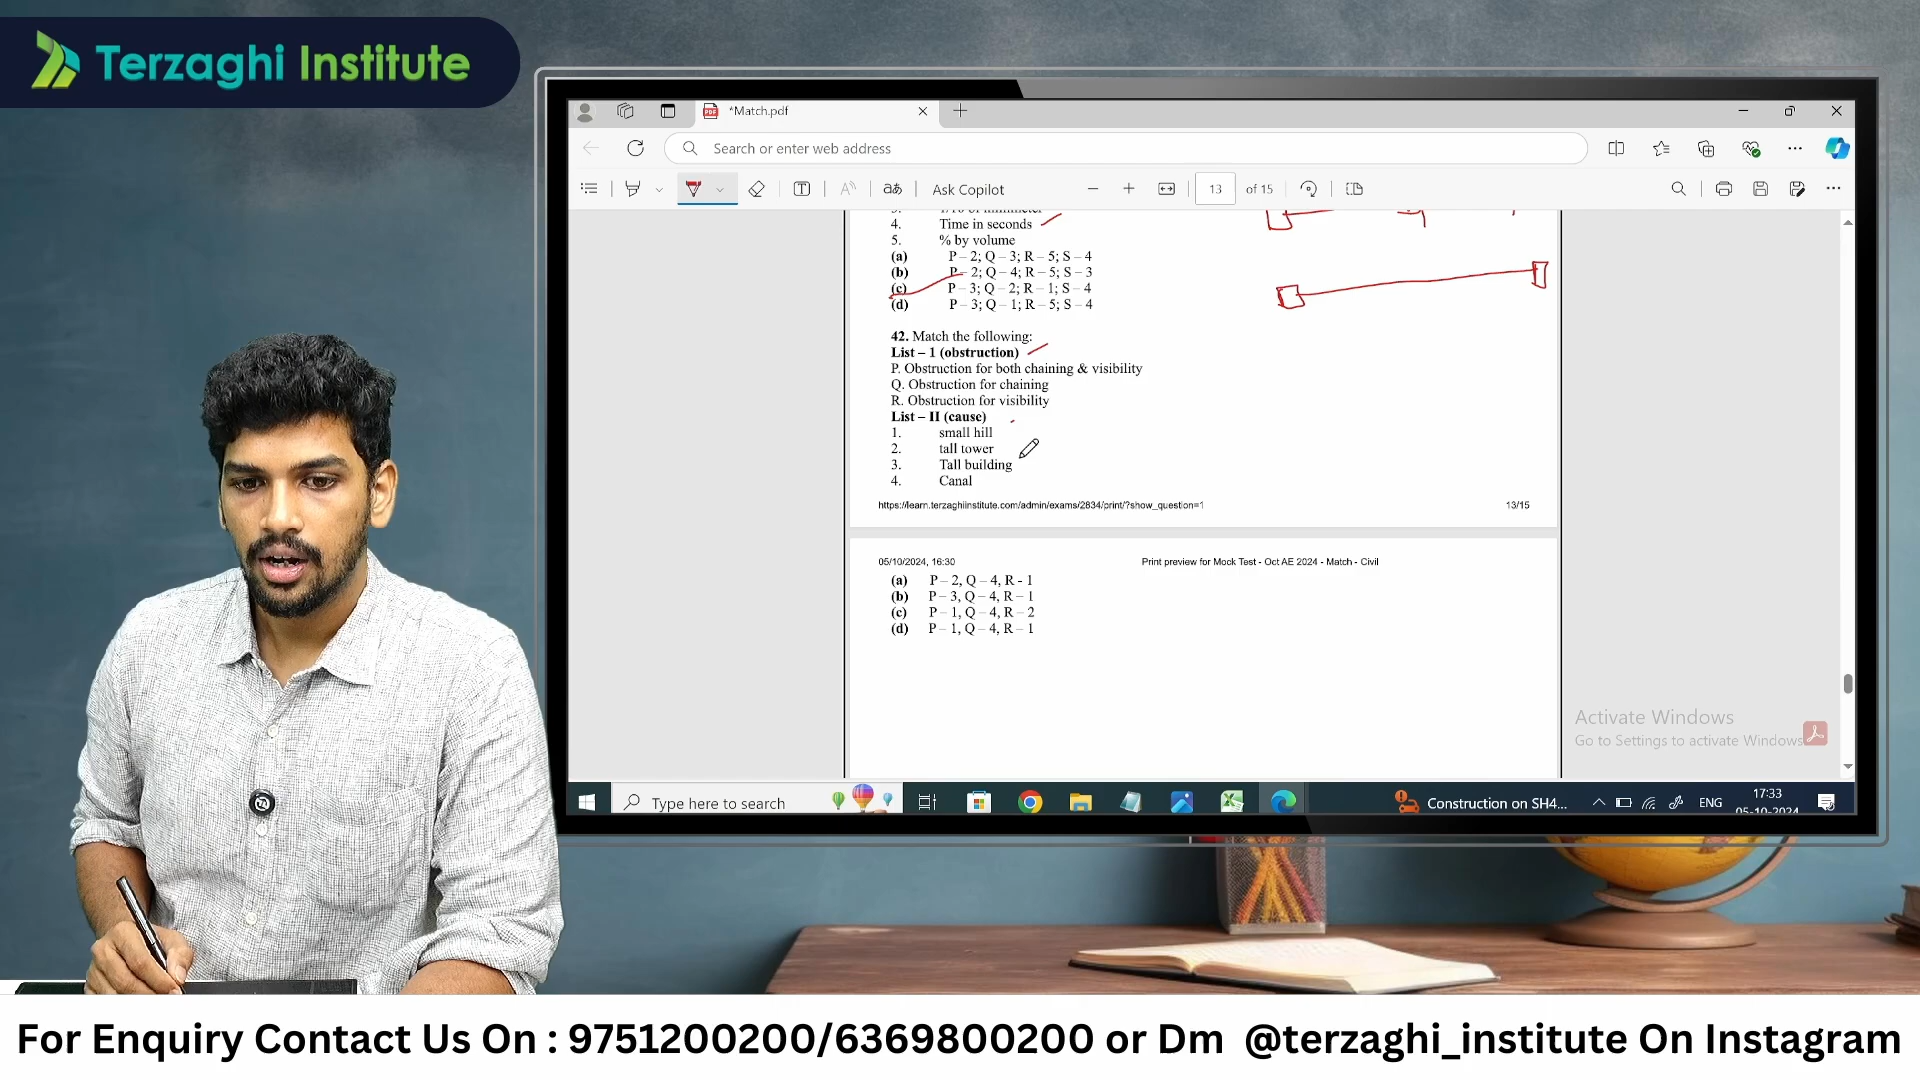 Terzaghi Institute
*Match.pdf
Search or enter web address
Ask Copilot
13 of 15
4. Time in seconds
5. % by volume
(a) P – 2; Q – 3; R – 5; S – 4
(b) P – 2; Q – 4; R – 5; S – 3
(c) P – 3; Q – 2; R – 1; S – 4
(d) P – 3; Q – 1; R – 5; S – 4
42. Match the following:
List – 1 (obstruction)
P. Obstruction for both chaining & visibility
Q. Obstruction for chaining
R. Obstruction for visibility
List – II (cause)
1. small hill
2. tall tower
3. Tall building
4. Canal
https://learn.terzaghiinstitute.com/admin/exams/2834/print/?show_question=1 13/15
05/10/2024, 16:30 Print preview for Mock Test - Oct AE 2024 - Match - Civil
(a) P – 2, Q – 4, R - 1
(b) P – 3, Q – 4, R – 1
(c) P – 1, Q – 4, R – 2
(d) P – 1, Q – 4, R – 1
Activate Windows
Go to Settings to activate Windows.
Type here to search
Construction on SH4...
ENG
17:33
05-10-2024
For Enquiry Contact Us On : 9751200200/6369800200 or Dm @terzaghi_institute On Instagram